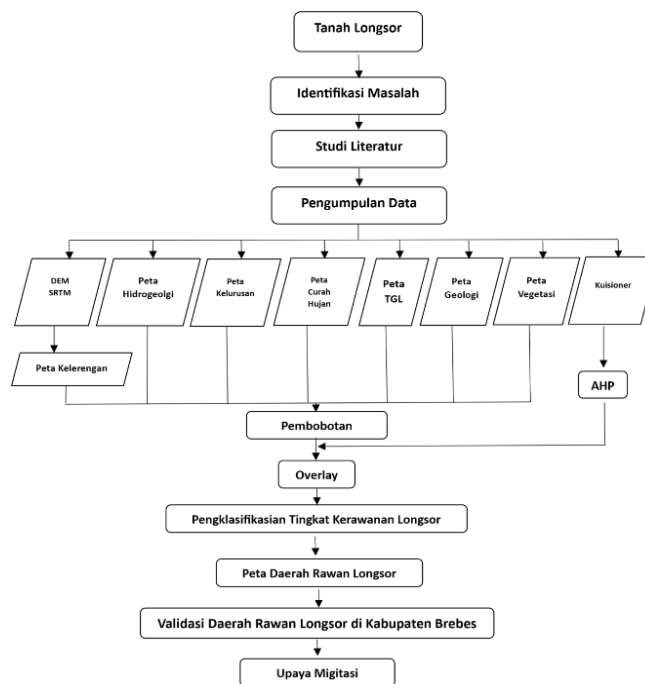 Tanah Longsor
Identifikasi Masalah
Studi Literatur
Pengumpulan Data
DEM
SRTM
Peta
Hidrogeolgi
Peta
Kelurusan
Peta
Curah
Hujan
Peta
TGL
Peta
Geologi
Peta
Vegetasi
Kuisioner
Peta Kelerengan
AHP
Pembobotan
Overlay
Pengklasifikasian Tingkat Kerawanan Longsor
Peta Daerah Rawan Longsor
Validasi Daerah Rawan Longsor di Kabupaten Brebes
Upaya Migitasi